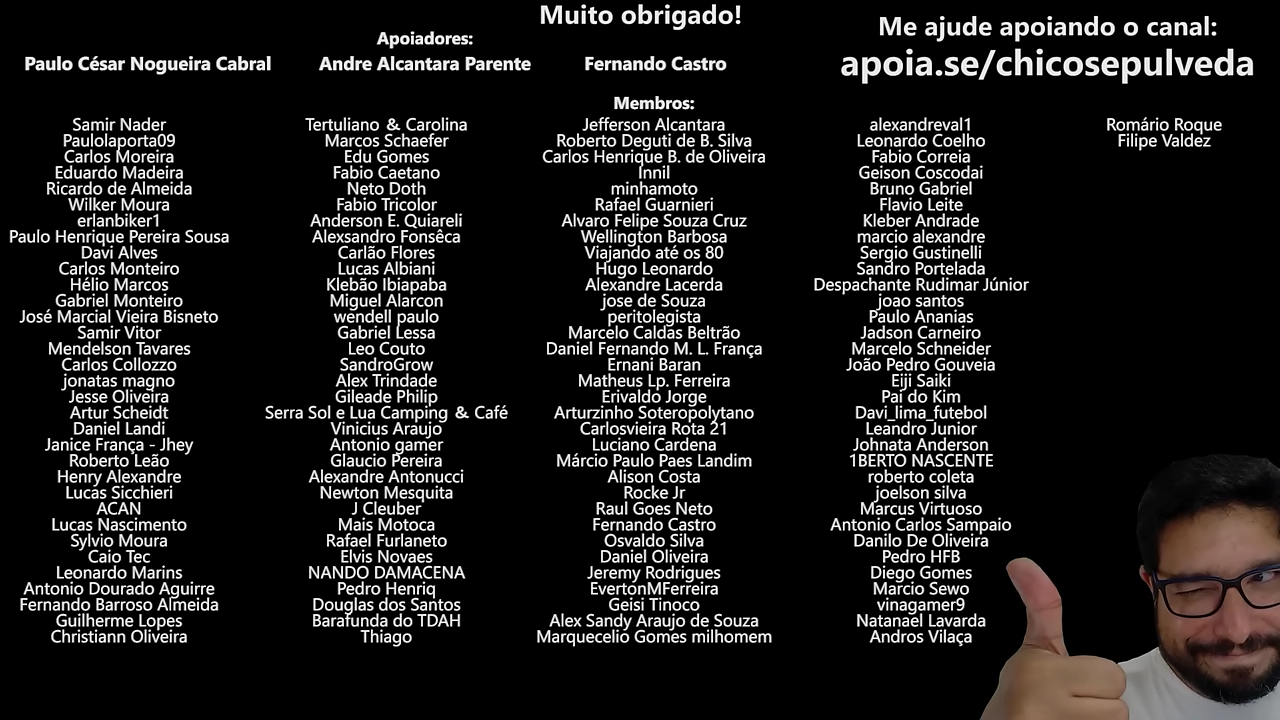 Muito obrigado!
Me ajude apoiando o canal:
apoia.se/chicosepulveda
Apoiadores:
Paulo César Nogueira Cabral
Andre Alcantara Parente
Fernando Castro
Membros:
Samir Nader
Paulolaporta09
Carlos Moreira
Eduardo Madeira
Ricardo de Almeida
Wilker Moura
erlanbiker1
Paulo Henrique Pereira Sousa
Davi Alves
Carlos Monteiro
Hélio Marcos
Gabriel Monteiro
José Marcial Vieira Bisneto
Samir Vitor
Mendelson Tavares
Carlos Collozzo
jonatas magno
Jesse Oliveira
Artur Scheidt
Daniel Landi
Janice França - Jhey
Roberto Leão
Henry Alexandre
Lucas Sicchieri
ACAN
Lucas Nascimento
Sylvio Moura
Caio Tec
Leonardo Marins
Antonio Dourado Aguirre
Fernando Barroso Almeida
Guilherme Lopes
Christiann Oliveira
Tertuliano & Carolina
Marcos Schaefer
Edu Gomes
Fabio Caetano
Neto Doth
Fabio Tricolor
Anderson E. Quiareli
Alexsandro Fonsêca
Carlão Flores
Lucas Albiani
Klebão Ibiapaba
Miguel Alarcon
wendell paulo
Gabriel Lessa
Leo Couto
SandroGrow
Alex Trindade
Gileade Philip
Serra Sol e Lua Camping & Café
Vinicius Araujo
Antonio gamer
Glaucio Pereira
Alexandre Antonucci
Newton Mesquita
J Cleuber
Mais Motoca
Rafael Furlaneto
Elvis Novaes
NANDO DAMACENA
Pedro Henriq
Douglas dos Santos
Barafunda do TDAH
Thiago
Jefferson Alcantara
Roberto Deguti de B. Silva
Carlos Henrique B. de Oliveira
Innil
minhamoto
Rafael Guarnieri
Alvaro Felipe Souza Cruz
Wellington Barbosa
Viajando até os 80
Hugo Leonardo
Alexandre Lacerda
jose de Souza
peritolegista
Marcelo Caldas Beltrão
Daniel Fernando M. L. França
Ernani Baran
Matheus Lp. Ferreira
Erivaldo Jorge
Arturzinho Soteropolytano
Carlosvieira Rota 21
Luciano Cardena
Márcio Paulo Paes Landim
Alison Costa
Rocke Jr
Raul Goes Neto
Fernando Castro
Osvaldo Silva
Daniel Oliveira
Jeremy Rodrigues
EvertonMFerreira
Geisi Tinoco
Alex Sandy Araujo de Souza
Marquecelio Gomes milhomem
alexandreval1
Leonardo Coelho
Fabio Correia
Geison Coscodai
Bruno Gabriel
Flavio Leite
Kleber Andrade
marcio alexandre
Sergio Gustinelli
Sandro Portelada
Despachante Rudimar Júnior
joao santos
Paulo Ananias
Jadson Carneiro
Marcelo Schneider
João Pedro Gouveia
Eiji Saiki
Pai do Kim
Davi_lima_futebol
Leandro Junior
Johnata Anderson
1BERTO NASCENTE
roberto coleta
joelson silva
Marcus Virtuoso
Antonio Carlos Sampaio
Danilo De Oliveira
Pedro HFB
Diego Gomes
Marcio Sewo
vinagamer9
Natanael Lavarda
Andros Vilaça
Romário Roque
Filipe Valdez